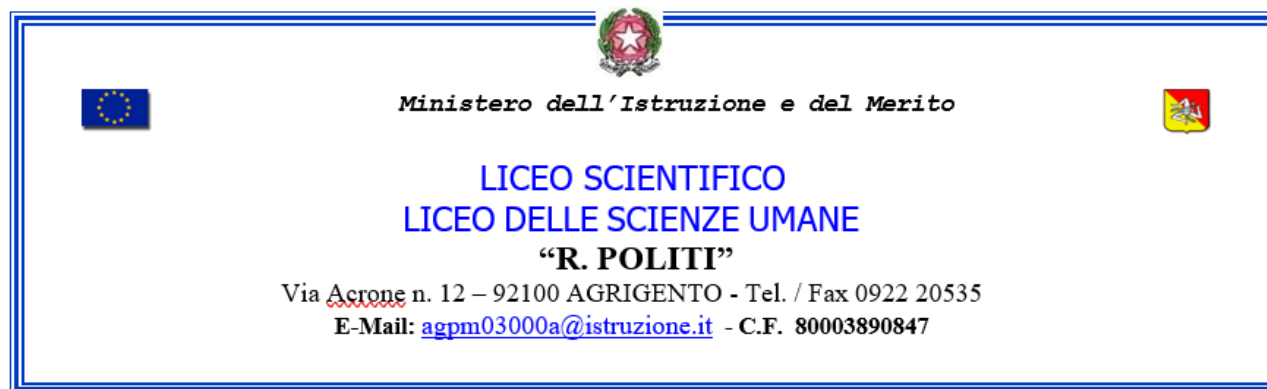 Ministero dell’Istruzione e del Merito
LICEO SCIENTIFICO
LICEO DELLE SCIENZE UMANE
“R. POLITI”
Via Acrone n. 12 – 92100 AGRIGENTO - Tel. / Fax 0922 20535
E-Mail: agpm03000a@istruzione.it - C.F. 80003890847